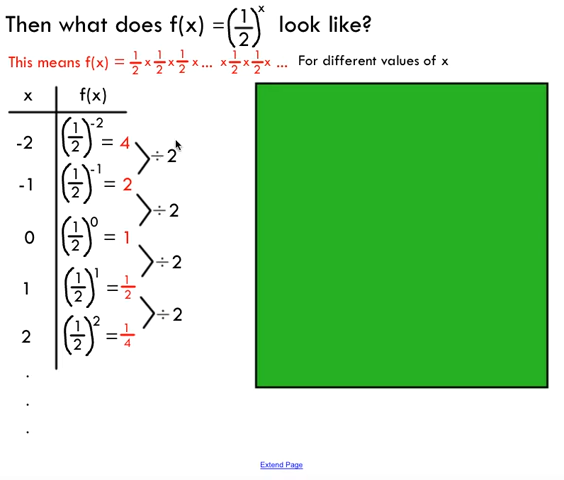 Then what does f(x) = (1/2)^x look like?
This means f(x) = 1/2 x 1/2 x 1/2 x ... x 1/2 x 1/2 x ... For different values of x
x f(x)
-2 (1/2)^-2 = 4 ÷2
-1 (1/2)^-1 = 2 ÷2
0 (1/2)^0 = 1 ÷2
1 (1/2)^1 = 1/2 ÷2
2 (1/2)^2 = 1/4
.
.
.
Extend Page